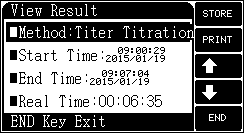 View Result
Method:Titer Titration
Start Time:09:00:29 2015/01/19
End Time:09:07:04 2015/01/19
Real Time:00:06:35
END Key Exit
STORE
PRINT
END